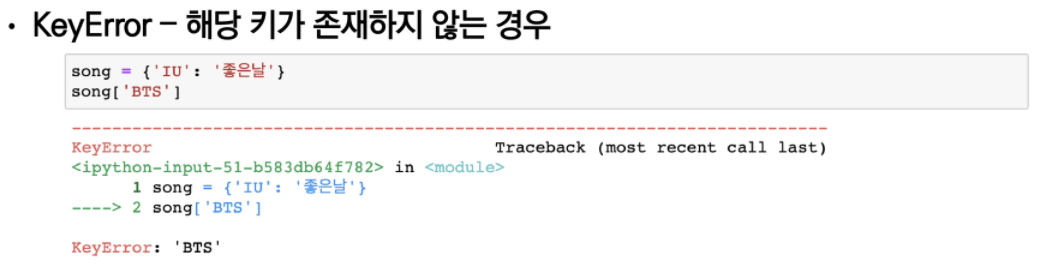 • KeyError – 해당 키가 존재하지 않는 경우
song = {'IU': '좋은날'}
song['BTS']
---------------------------------------------------------------------------
KeyError                                  Traceback (most recent call last)
<ipython-input-51-b583db64f782> in <module>
      1 song = {'IU': '좋은날'}
----> 2 song['BTS']
KeyError: 'BTS'